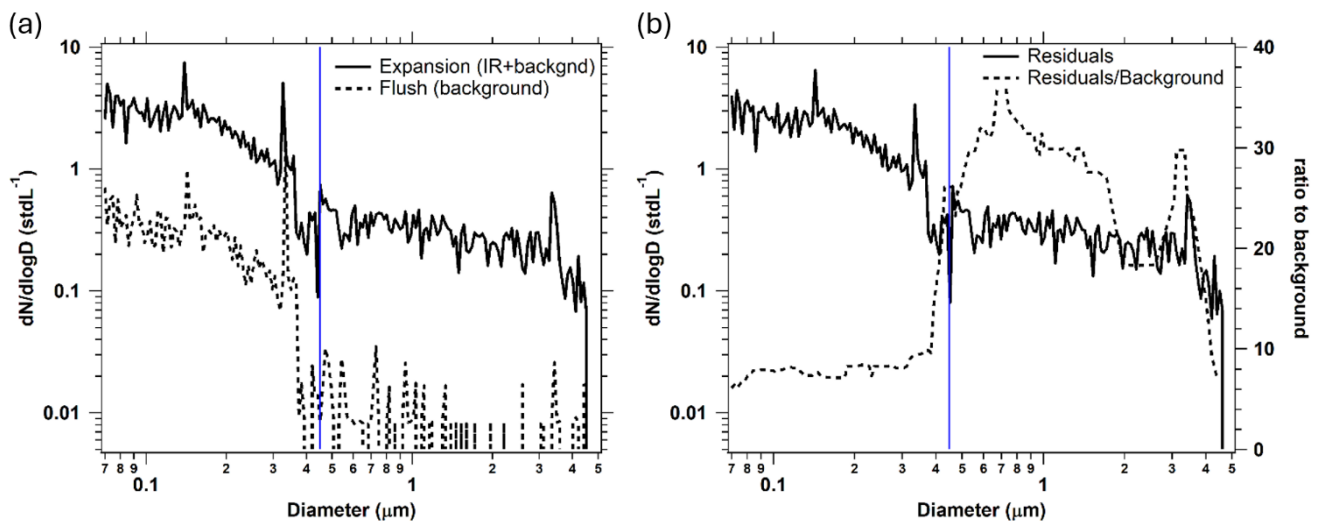 (a)
10
1
0.1
0.01
dN/dlogD (stdL⁻¹)
Expansion (IR+backgnd)
Flush (background)
7 8 9 2 3 4 5 6 7 8 9 2 3 4 5
0.1 1
Diameter (μm)
(b)
10
1
0.1
0.01
dN/dlogD (stdL⁻¹)
Residuals
Residuals/Background
40
30
20
10
0
ratio to background
7 8 9 2 3 4 5 6 7 8 9 2 3 4 5
0.1 1
Diameter (μm)